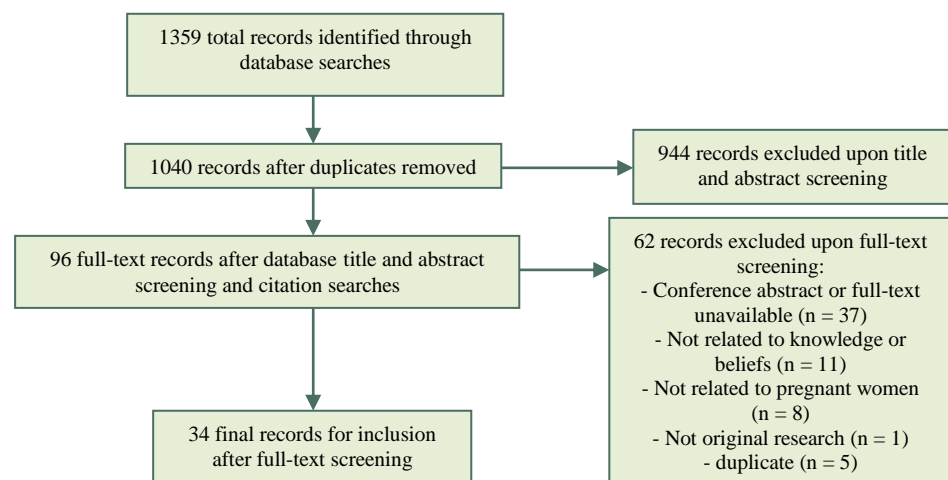 1359 total records identified through
database searches
1040 records after duplicates removed
944 records excluded upon title
and abstract screening
96 full-text records after database title and abstract
screening and citation searches
62 records excluded upon full-text
screening:
- Conference abstract or full-text
unavailable (n = 37)
- Not related to knowledge or
beliefs (n = 11)
- Not related to pregnant women
(n = 8)
- Not original research (n = 1)
- duplicate (n = 5)
34 final records for inclusion
after full-text screening